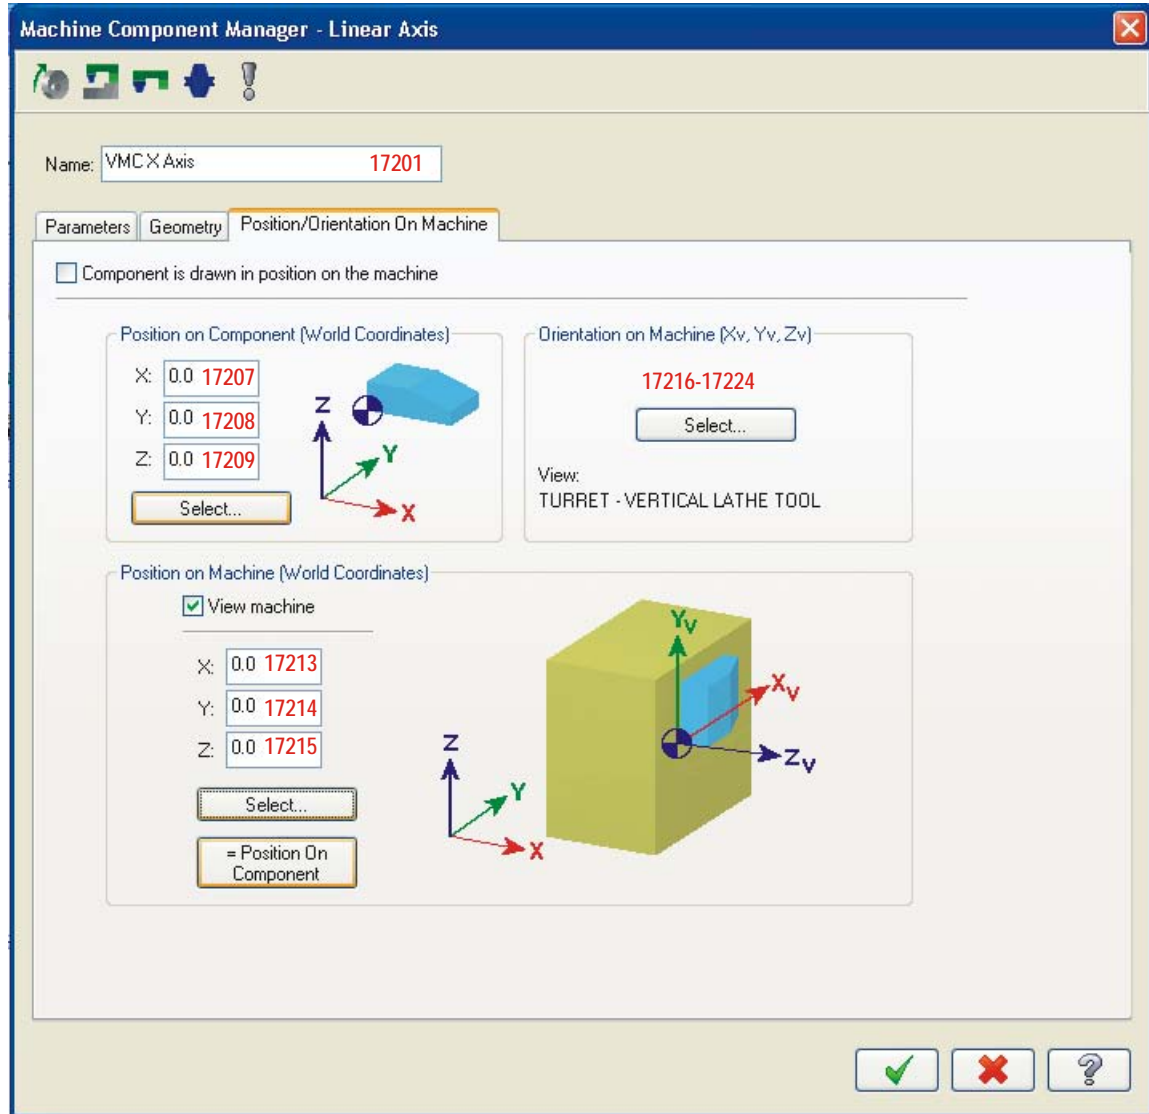 Machine Component Manager - Linear Axis
Name: VMC X Axis 17201
Parameters Geometry Position/Orientation On Machine
Component is drawn in position on the machine
Position on Component (World Coordinates)
X: 0.0 17207
Y: 0.0 17208
Z: 0.0 17209
Select...
Z
Y
X
Orientation on Machine (Xv, Yv, Zv)
17216-17224
Select...
View:
TURRET - VERTICAL LATHE TOOL
Position on Machine (World Coordinates)
View machine
X: 0.0 17213
Y: 0.0 17214
Z: 0.0 17215
Select...
= Position On
Component
Z
Y
X
YV
XV
ZV